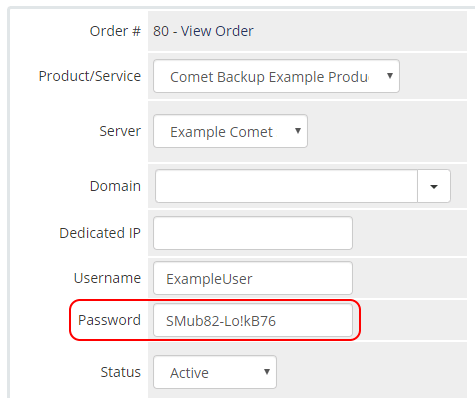 Order # 80 - View Order
Product/Service Comet Backup Example Produ
Server Example Comet
Domain
Dedicated IP
Username ExampleUser
Password SMub82-Lo!kB76
Status Active